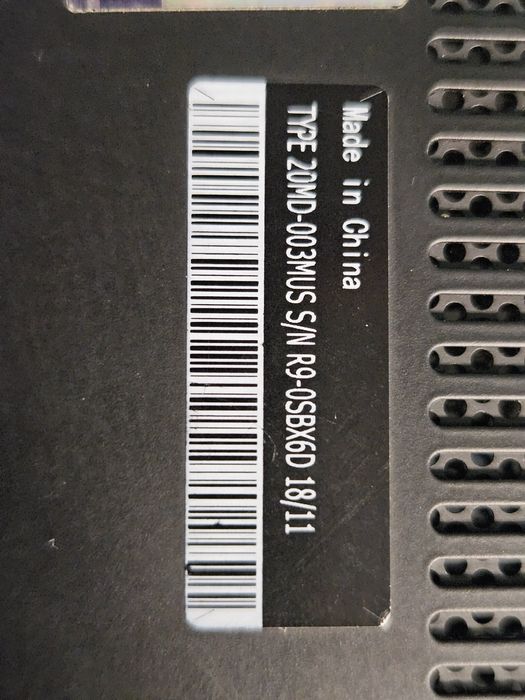 Made in China
TYPE 20MD-003MUS S/N R9-0SBX6D 18/11